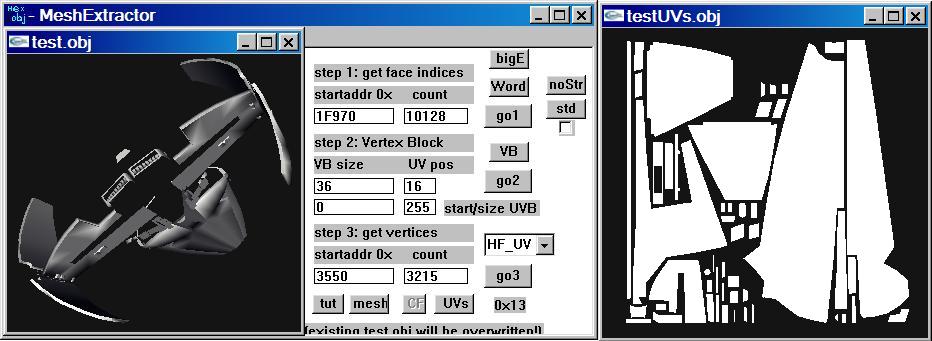 Hex
obj - MeshExtractor
testUVs.obj
test.obj
bigE
step 1: get face indices
Word
noStr
startaddr 0x count
std
1F970 10128
go1
step 2: Vertex Block
VB
VB size UV pos
36 16
go2
0 255 start/size UVB
step 3: get vertices
HF_UV
startaddr 0x count
3550 3215
go3
tut mesh CF UVs 0x13
(existing test.obj will be overwritten!)